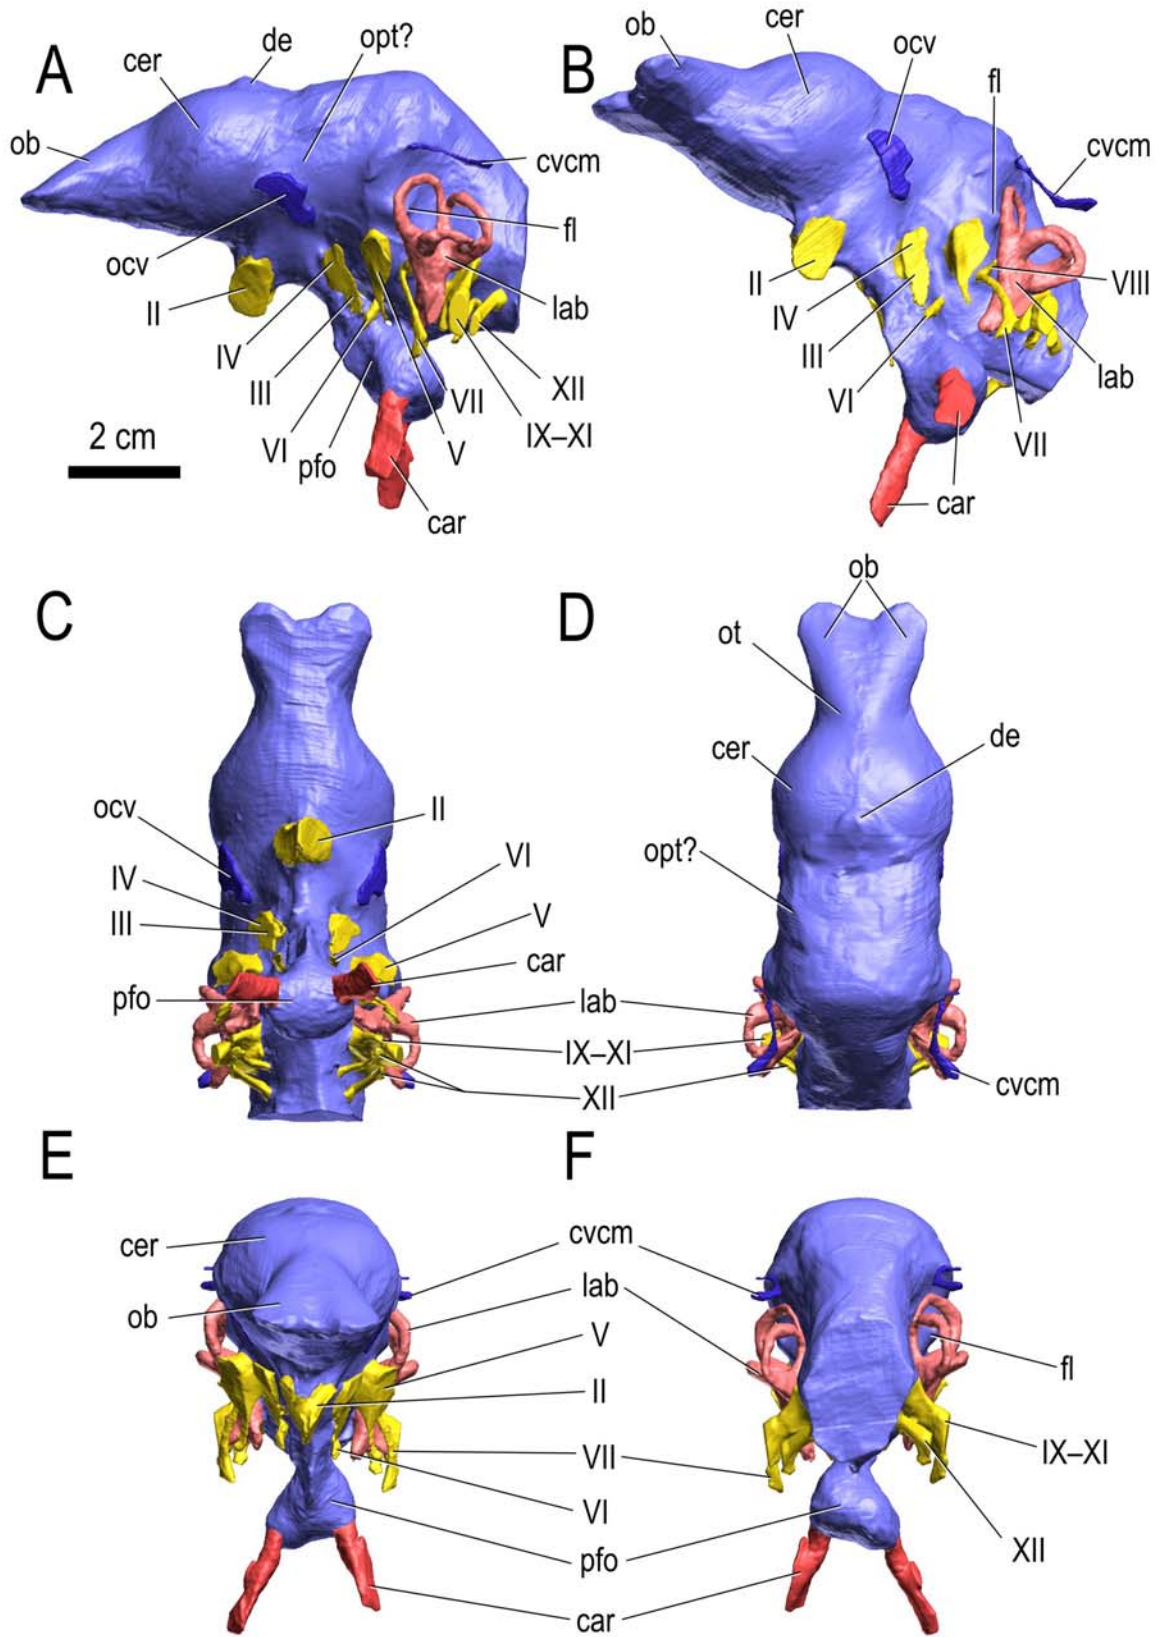 A
cer
de
opt?
ob
cvcm
fl
ocv
II
lab
IV
III
VI
pfo
VII
V
XII
IX–XI
car
2 cm
B
ob
cer
ocv
fl
cvcm
II
VIII
IV
III
VI
lab
VII
car
C
ocv
II
VI
IV
III
V
car
pfo
lab
IX–XI
XII
D
ob
ot
cer
de
opt?
cvcm
E
cer
ob
cvcm
lab
V
II
VII
VI
pfo
car
F
fl
IX–XI
XII